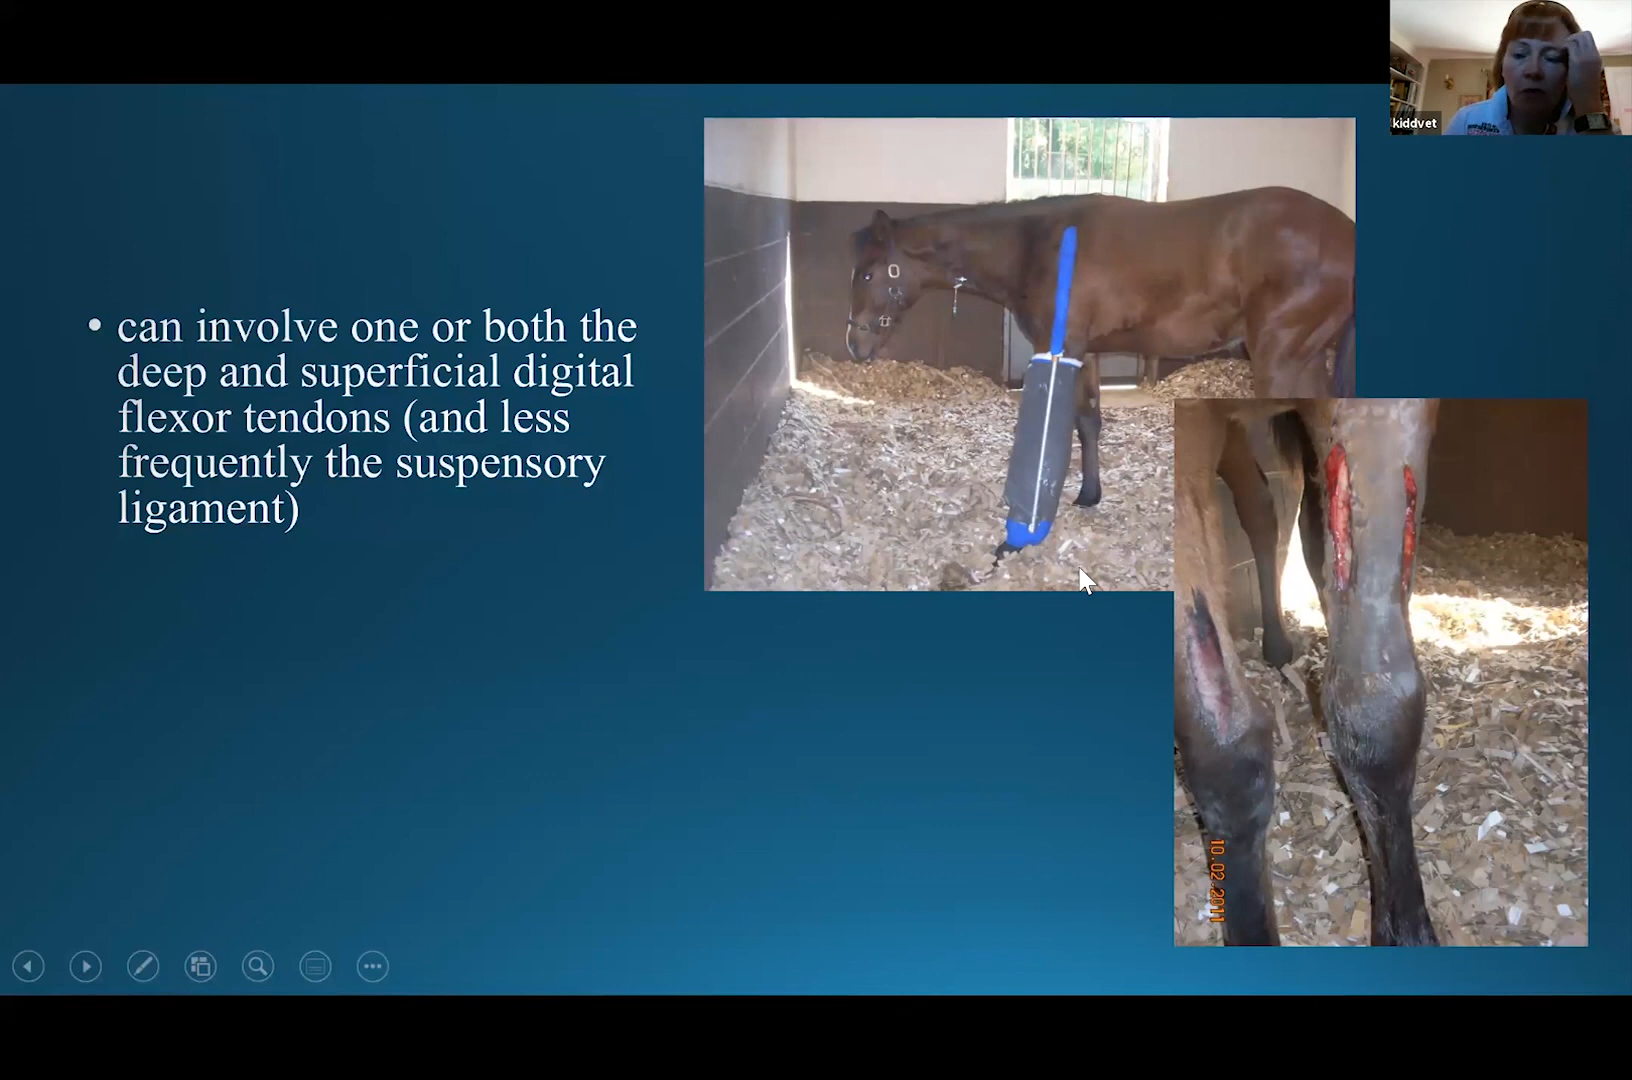 kiddvet
• can involve one or both the
deep and superficial digital
flexor tendons (and less
frequently the suspensory
ligament)
10.02.2011